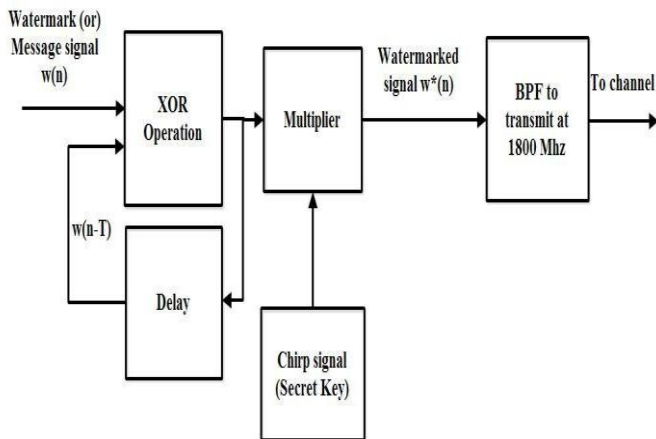 Watermark (or)
Message signal
w(n)
XOR
Operation
w(n-T)
Delay
Multiplier
Chirp signal
(Secret Key)
Watermarked
signal w*(n)
BPF to
transmit at
1800 Mhz
To channel